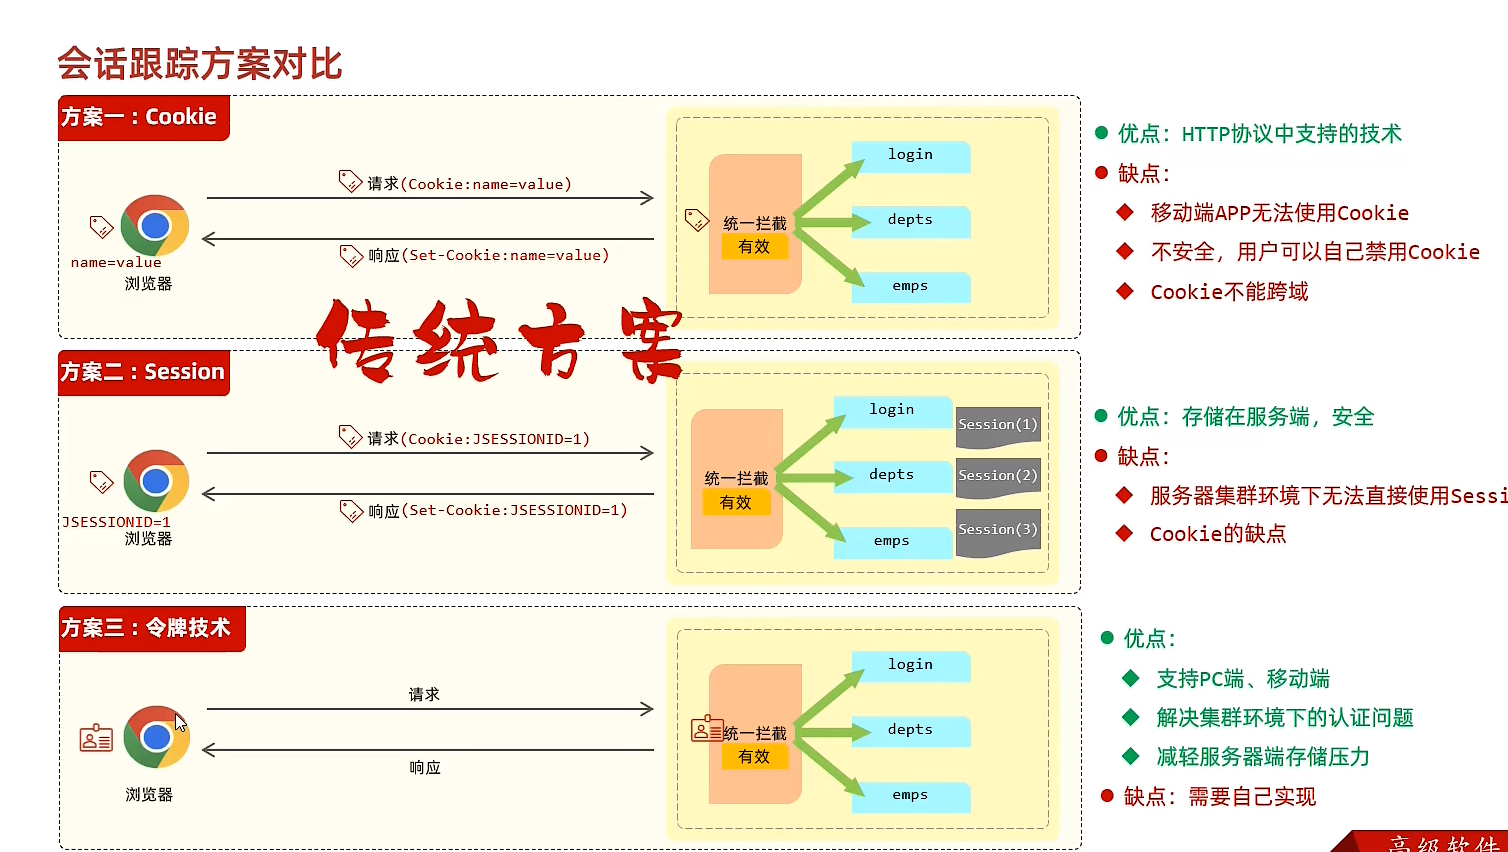 会话跟踪方案对比
方案一：Cookie
请求(Cookie:name=value)
响应(Set-Cookie:name=value)
name=value
浏览器
统一拦截
有效
login
depts
emps
优点：HTTP协议中支持的技术
缺点：
移动端APP无法使用Cookie
不安全，用户可以自己禁用Cookie
Cookie不能跨域
传统方案
方案二：Session
请求(Cookie:JSESSIONID=1)
响应(Set-Cookie:JSESSIONID=1)
JSESSIONID=1
浏览器
统一拦截
有效
login
depts
emps
Session(1)
Session(2)
Session(3)
优点：存储在服务端，安全
缺点：
服务器集群环境下无法直接使用Sessi
Cookie的缺点
方案三：令牌技术
请求
响应
浏览器
统一拦截
有效
login
depts
emps
优点：
支持PC端、移动端
解决集群环境下的认证问题
减轻服务器端存储压力
缺点：需要自己实现
高级软件